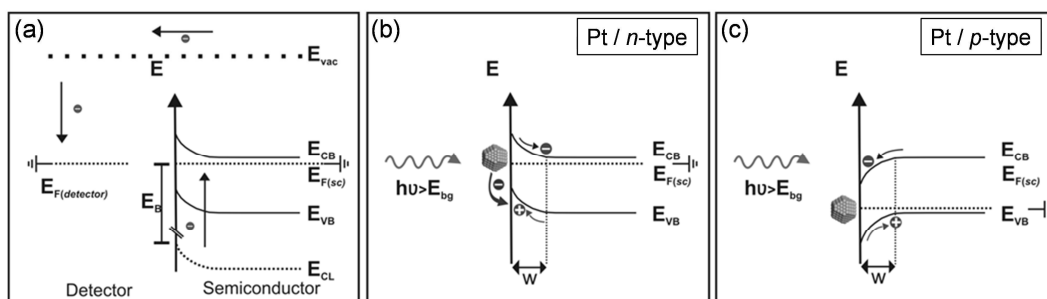 (a)
E
E_vac
E_CB
E_F(sc)
E_F(detector)
E_B
E_VB
E_CL
Detector
Semiconductor
(b)
Pt / n-type
E
E_CB
E_F(sc)
hυ>E_bg
E_VB
W
(c)
Pt / p-type
E
E_CB
E_F(sc)
hυ>E_bg
E_VB
W